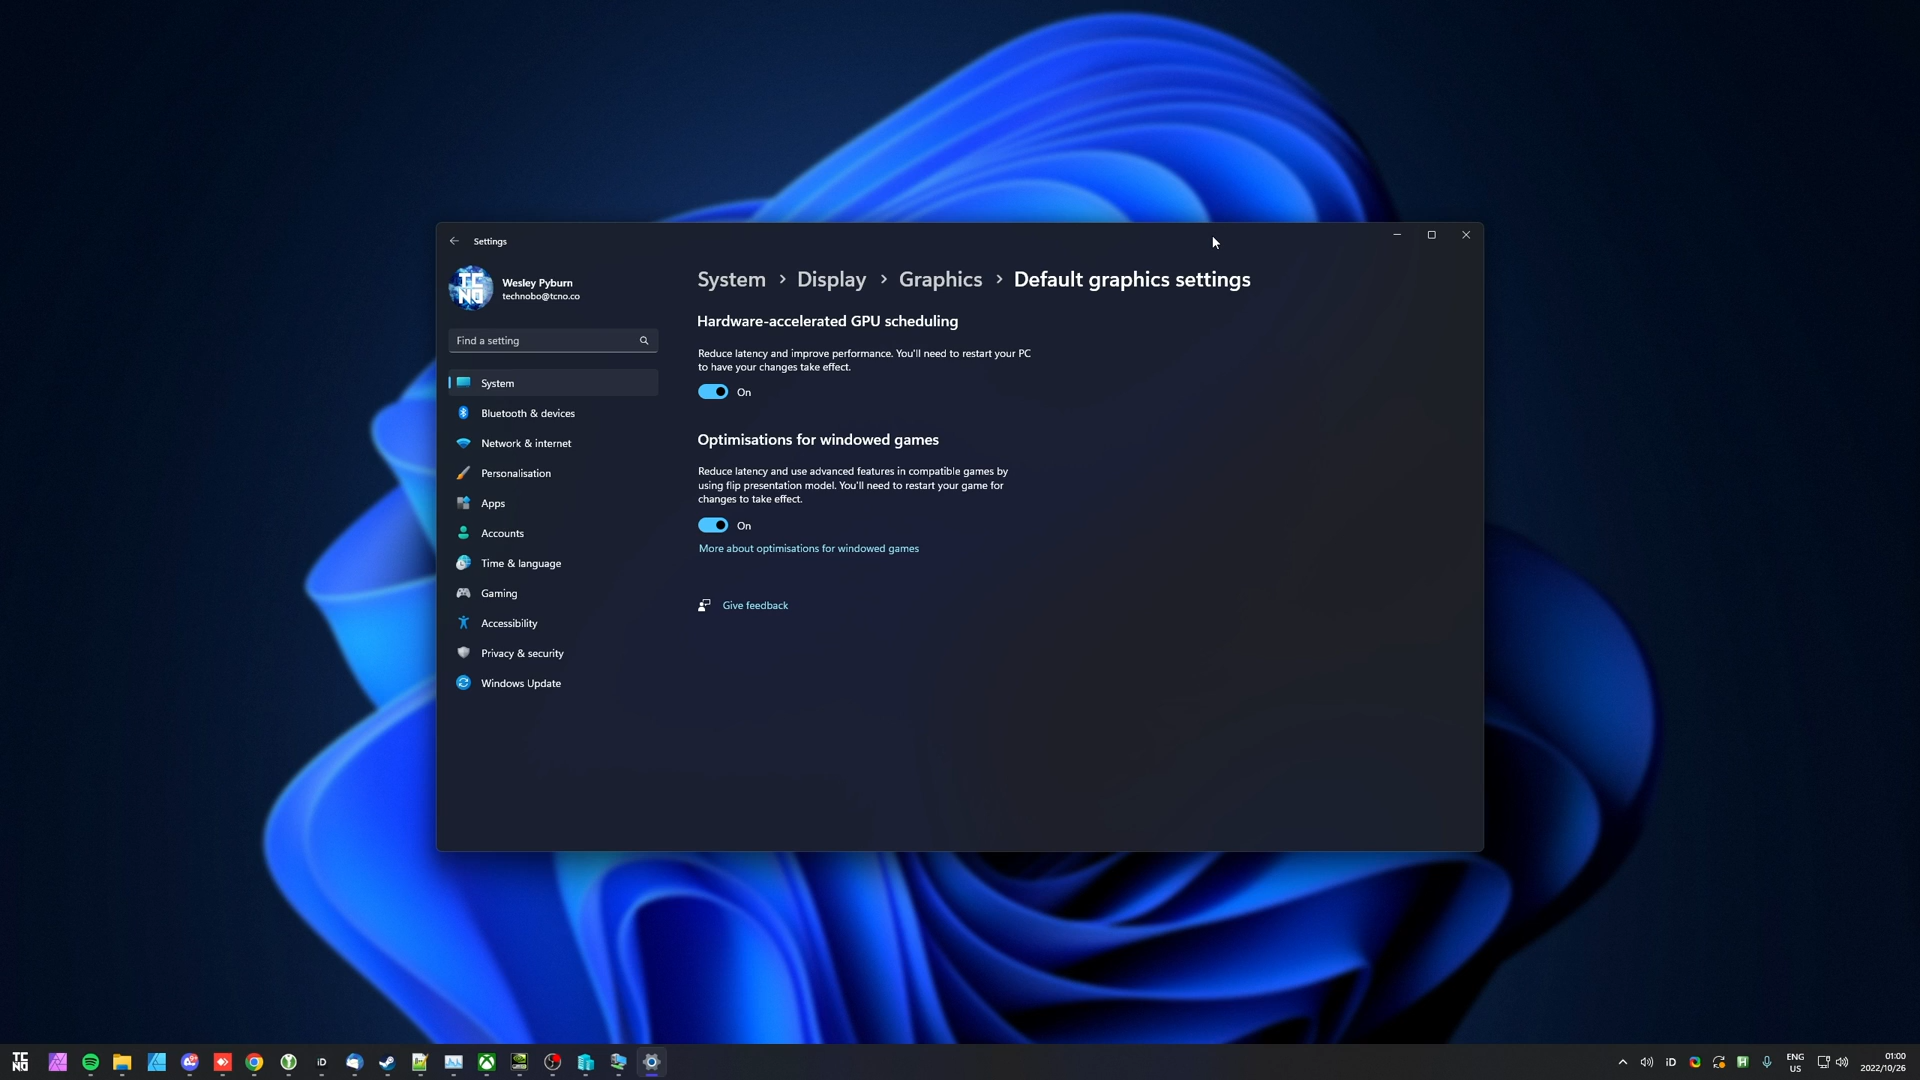 Settings
Wesley Pyburn
technobo@tcno.co
Find a setting
System
Bluetooth & devices
Network & internet
Personalisation
Apps
Accounts
Time & language
Gaming
Accessibility
Privacy & security
Windows Update
System > Display > Graphics > Default graphics settings
Hardware-accelerated GPU scheduling
Reduce latency and improve performance. You'll need to restart your PC
to have your changes take effect.
On
Optimisations for windowed games
Reduce latency and use advanced features in compatible games by
using flip presentation model. You'll need to restart your game for
changes to take effect.
On
More about optimisations for windowed games
Give feedback
TC
NO
iD
iD
ENG
US
01:00
2022/10/26